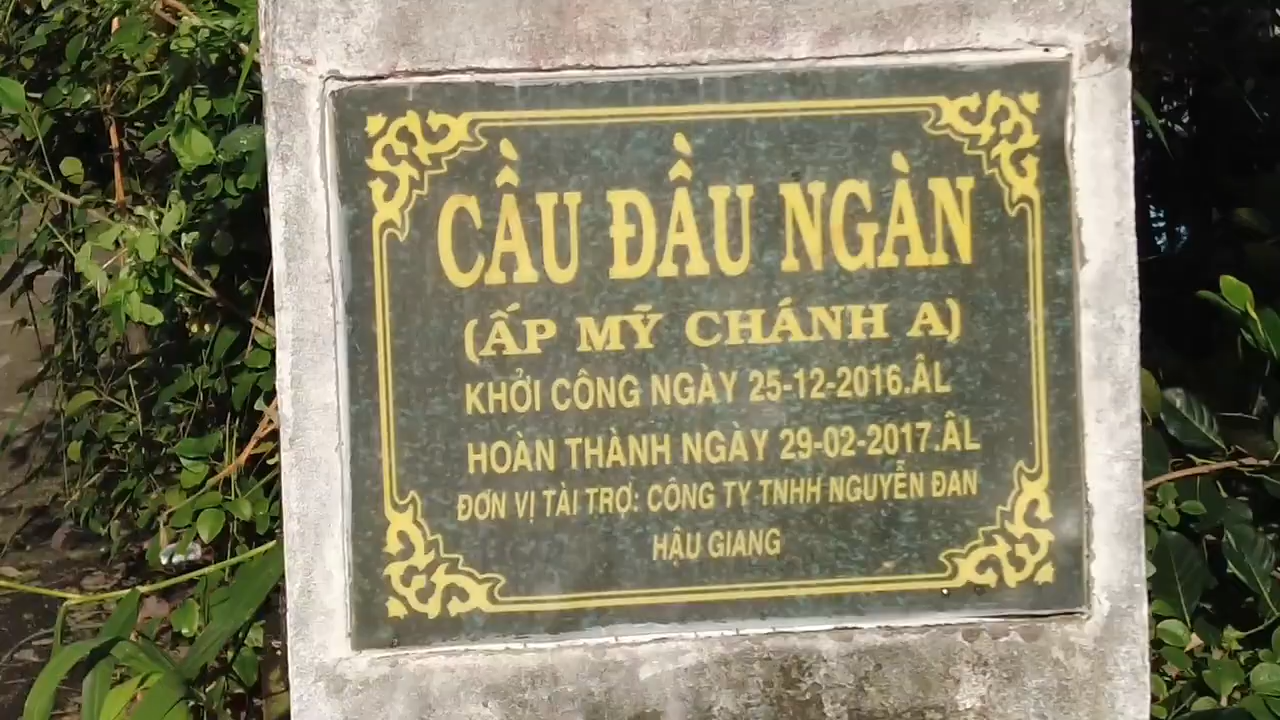 CẦU ĐẦU NGÀN
(ẤP MỸ CHÁNH A)
KHỞI CÔNG NGÀY 25-12-2016.ÂL
HOÀN THÀNH NGÀY 29-02-2017.ÂL
ĐƠN VỊ TÀI TRỢ: CÔNG TY TNHH NGUYỄN ĐAN
HẬU GIANG